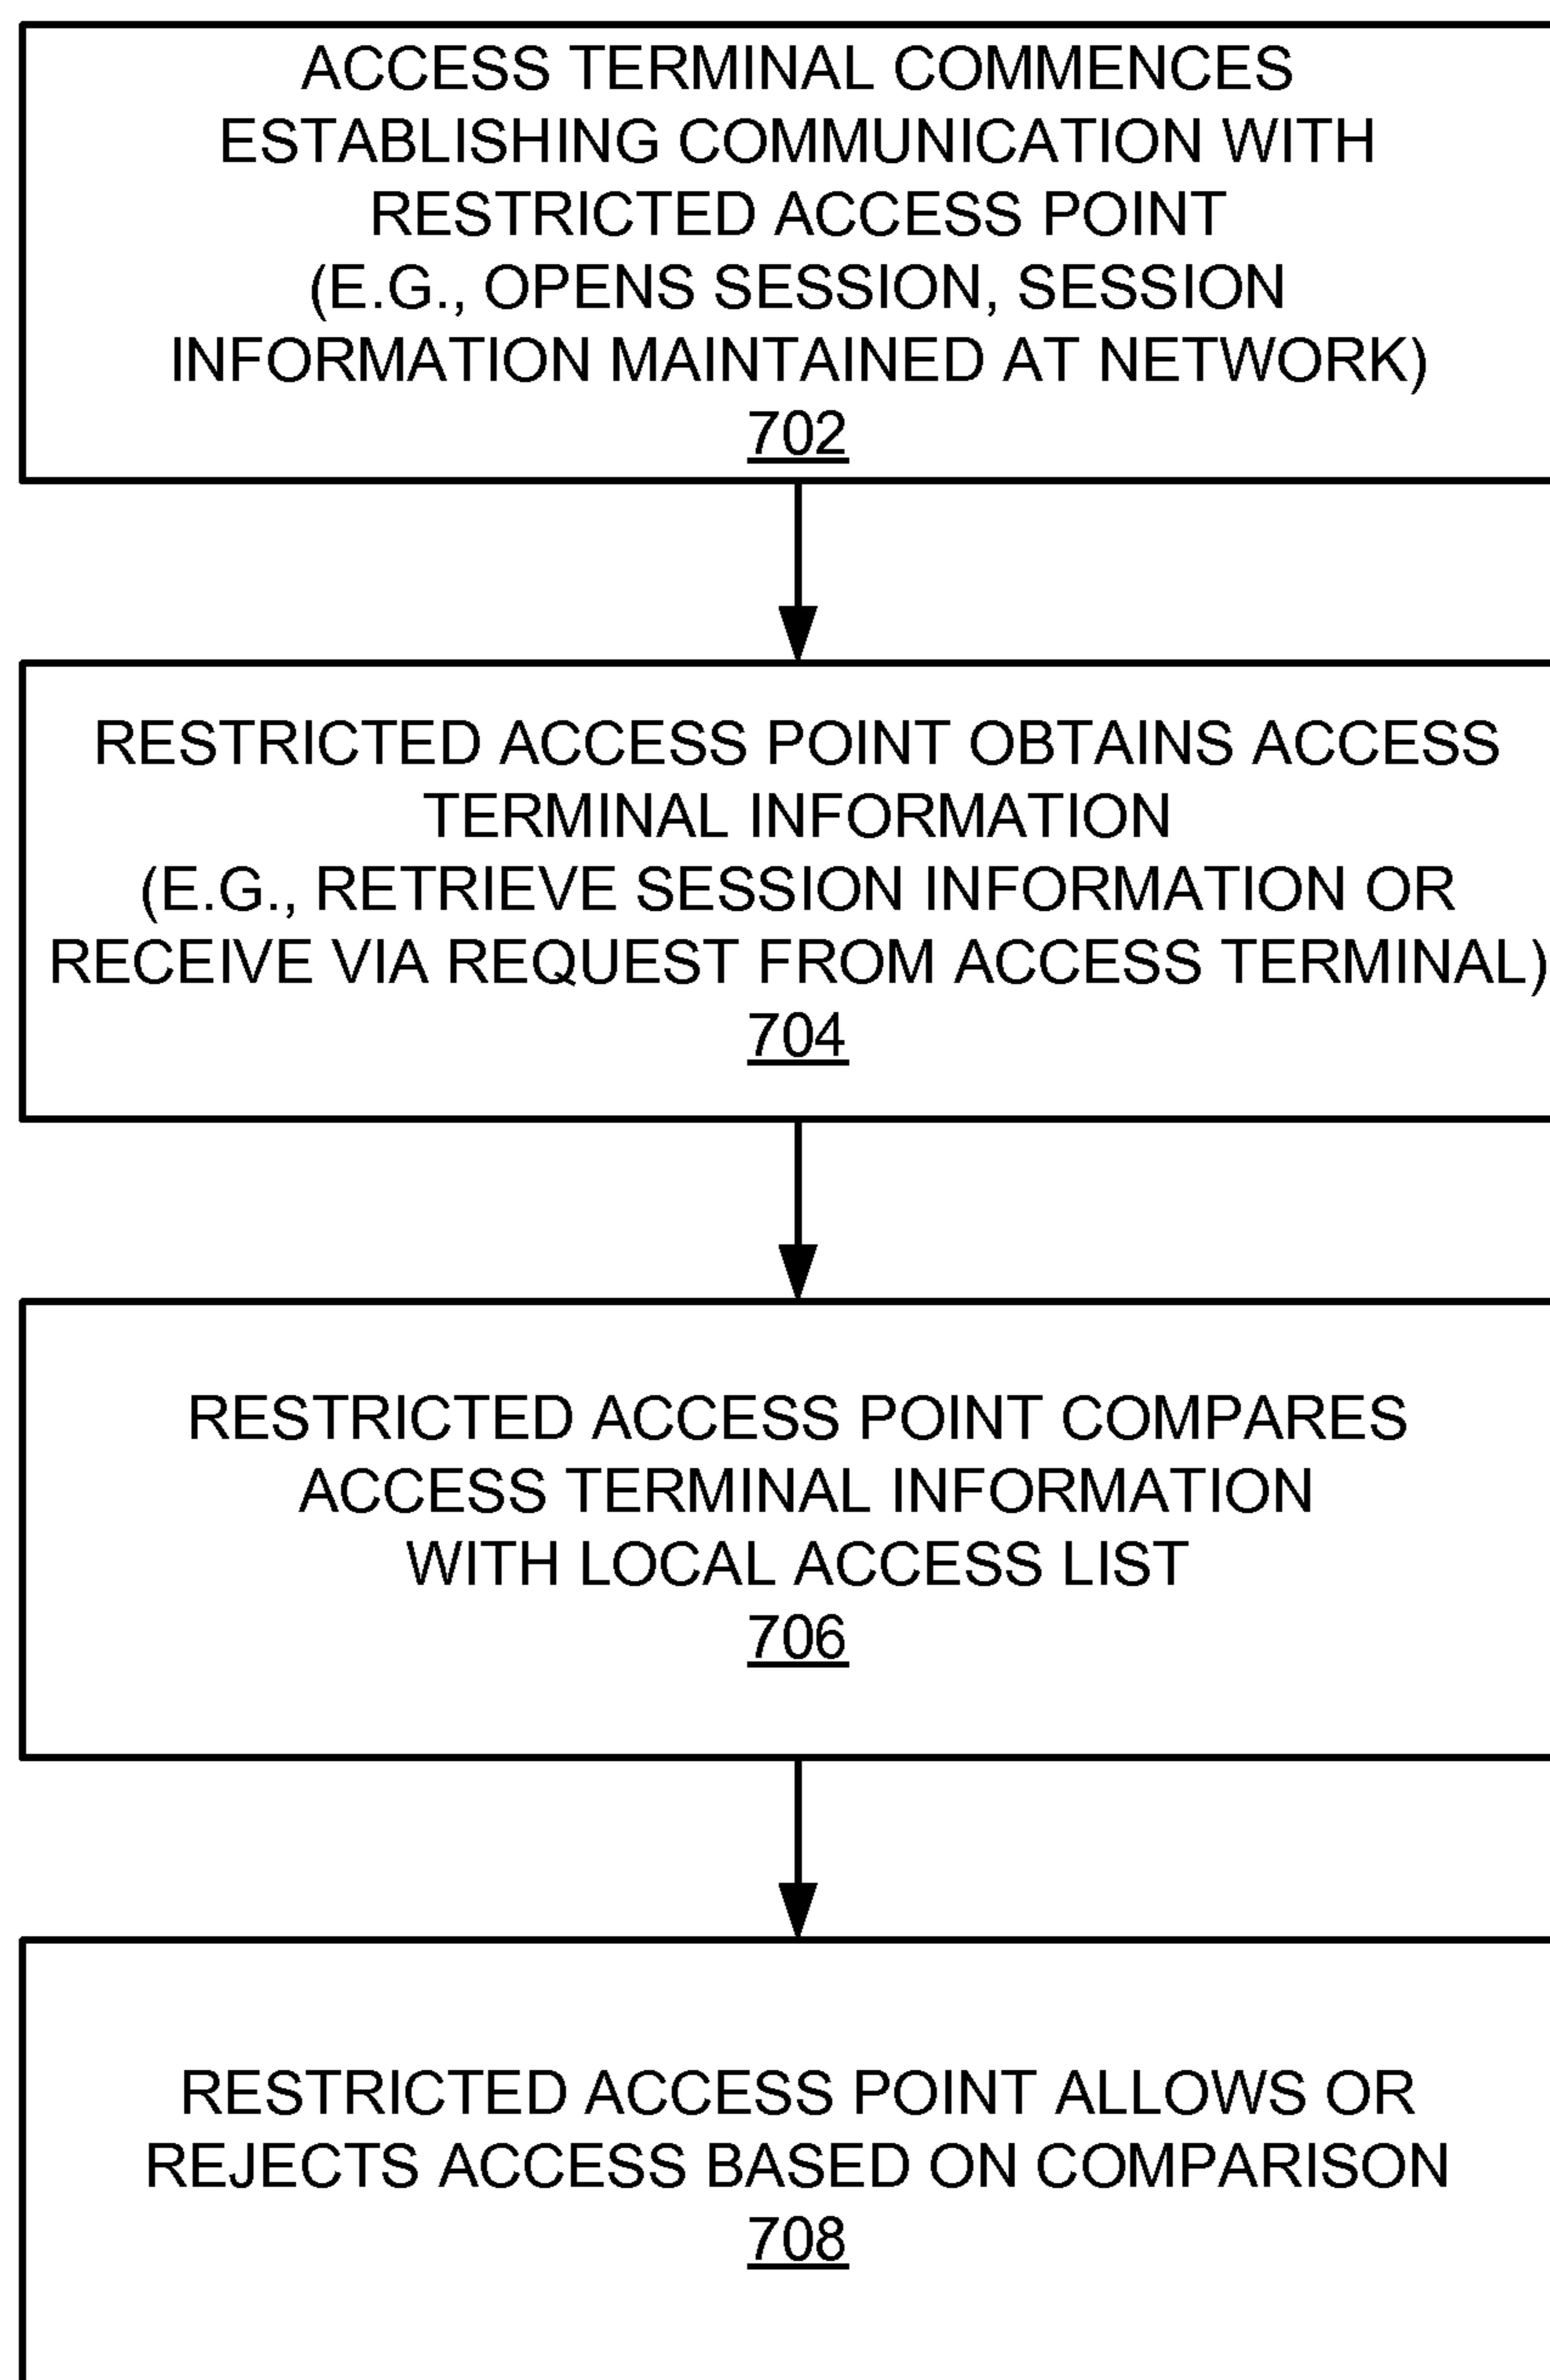 ACCESS TERMINAL COMMENCES
ESTABLISHING COMMUNICATION WITH
RESTRICTED ACCESS POINT
(E.G., OPENS SESSION, SESSION
INFORMATION MAINTAINED AT NETWORK)
702
RESTRICTED ACCESS POINT OBTAINS ACCESS
TERMINAL INFORMATION
(E.G., RETRIEVE SESSION INFORMATION OR
RECEIVE VIA REQUEST FROM ACCESS TERMINAL)
704
RESTRICTED ACCESS POINT COMPARES
ACCESS TERMINAL INFORMATION
WITH LOCAL ACCESS LIST
706
RESTRICTED ACCESS POINT ALLOWS OR
REJECTS ACCESS BASED ON COMPARISON
708